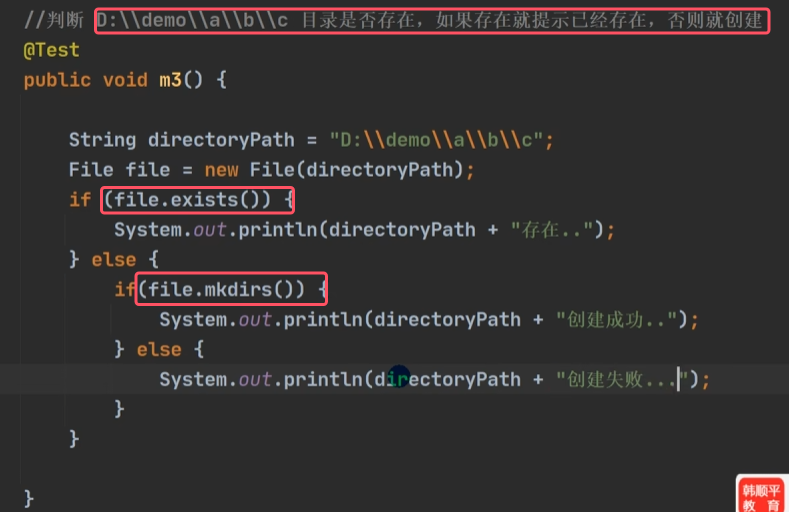 //判断 D:\\demo\\a\\b\\c 目录是否存在，如果存在就提示已经存在，否则就创建
@Test
public void m3() {
String directoryPath = "D:\\demo\\a\\b\\c";
File file = new File(directoryPath);
if (file.exists()) {
System.out.println(directoryPath + "存在..");
} else {
if(file.mkdirs()) {
System.out.println(directoryPath + "创建成功..");
} else {
System.out.println(directoryPath + "创建失败...");
}
}
}
韩顺平
教育